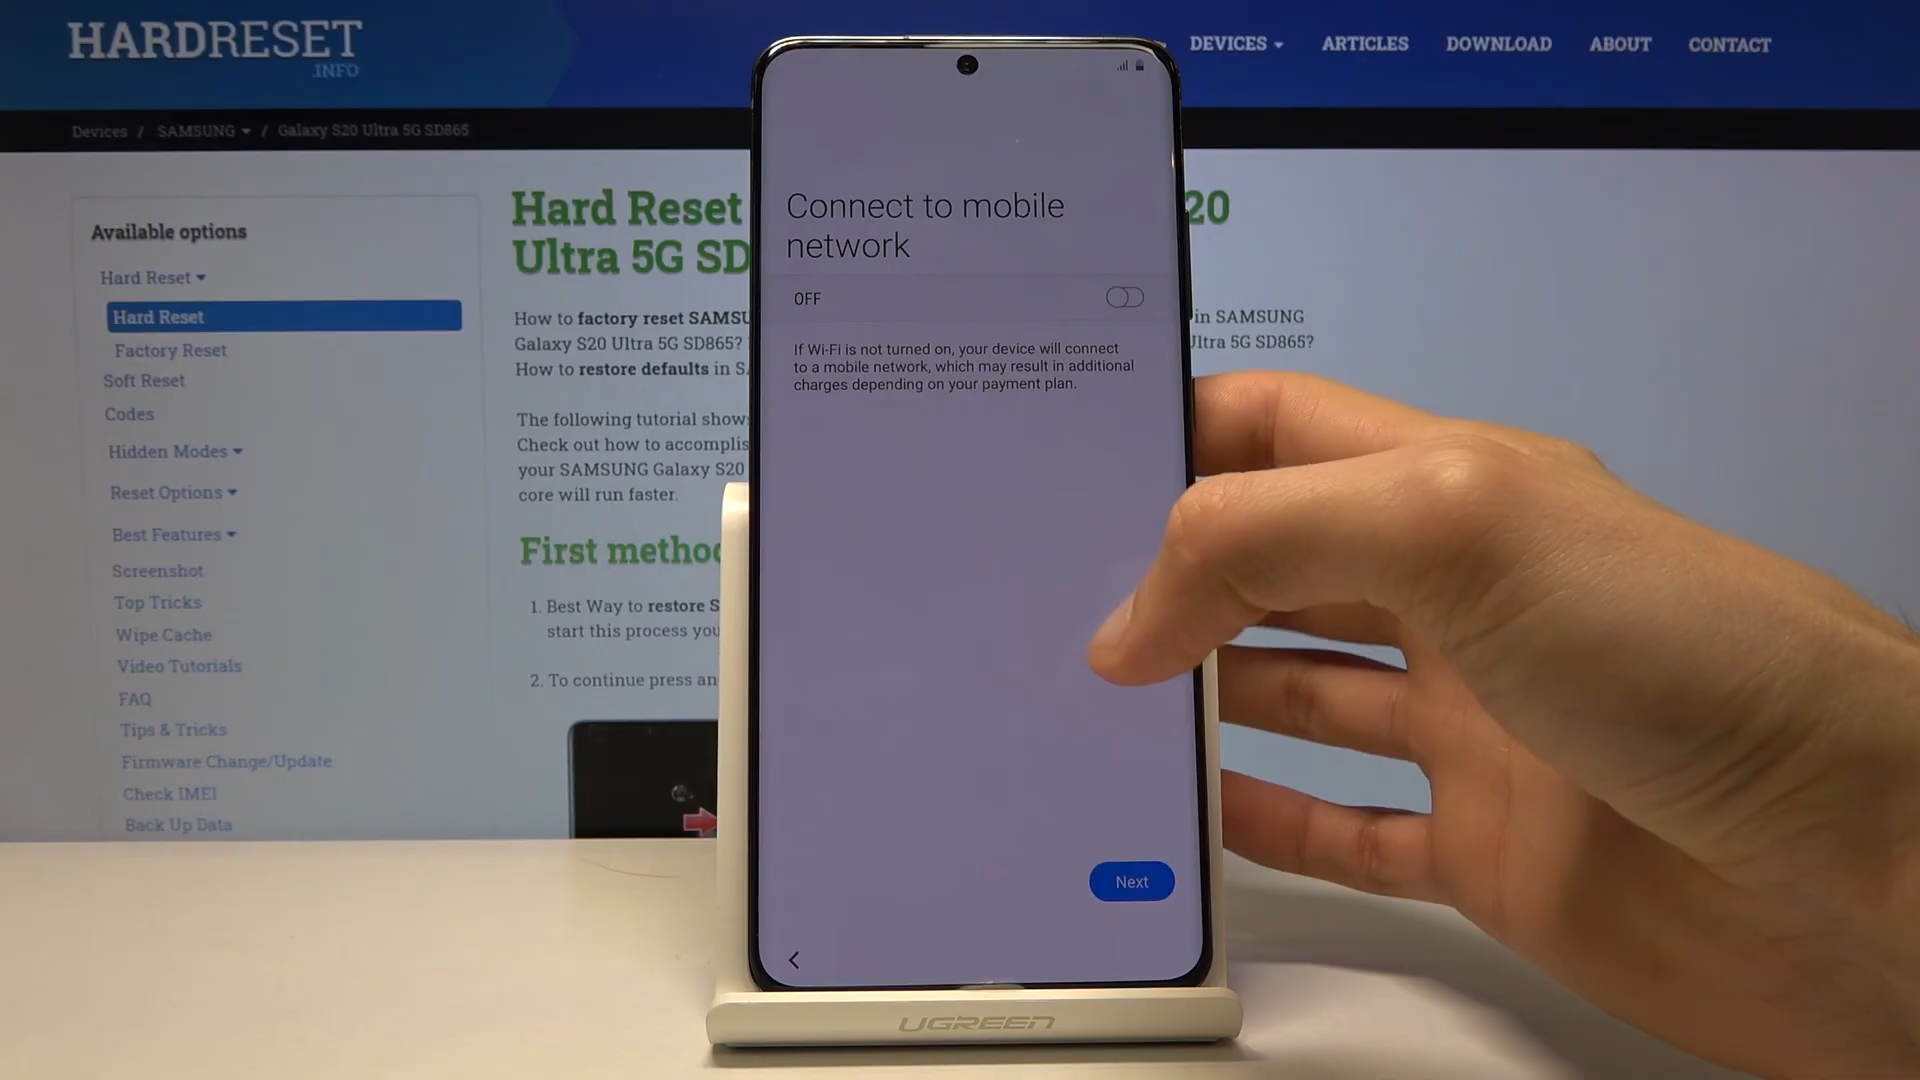 HARDRESET
.INFO
DEVICES
ARTICLES
DOWNLOAD
ABOUT
CONTACT
Devices / SAMSUNG / Galaxy S20 Ultra 5G SD865
Available options
Hard Reset
Hard Reset
Factory Reset
Soft Reset
Codes
Hidden Modes
Reset Options
Best Features
Screenshot
Top Tricks
Wipe Cache
Video Tutorials
FAQ
Tips & Tricks
Firmware Change/Update
Check IMEI
Back Up Data
Hard Reset
20
Ultra 5G SD
How to factory reset SAMSU
in SAMSUNG
Galaxy S20 Ultra 5G SD865?
Ultra 5G SD865?
How to restore defaults in S
The following tutorial show
Check out how to accomplis
your SAMSUNG Galaxy S20
core will run faster.
First method
1. Best Way to restore S
start this process you
2. To continue press an
Connect to mobile
network
OFF
If Wi-Fi is not turned on, your device will connect
to a mobile network, which may result in additional
charges depending on your payment plan.
Next
UGREEN